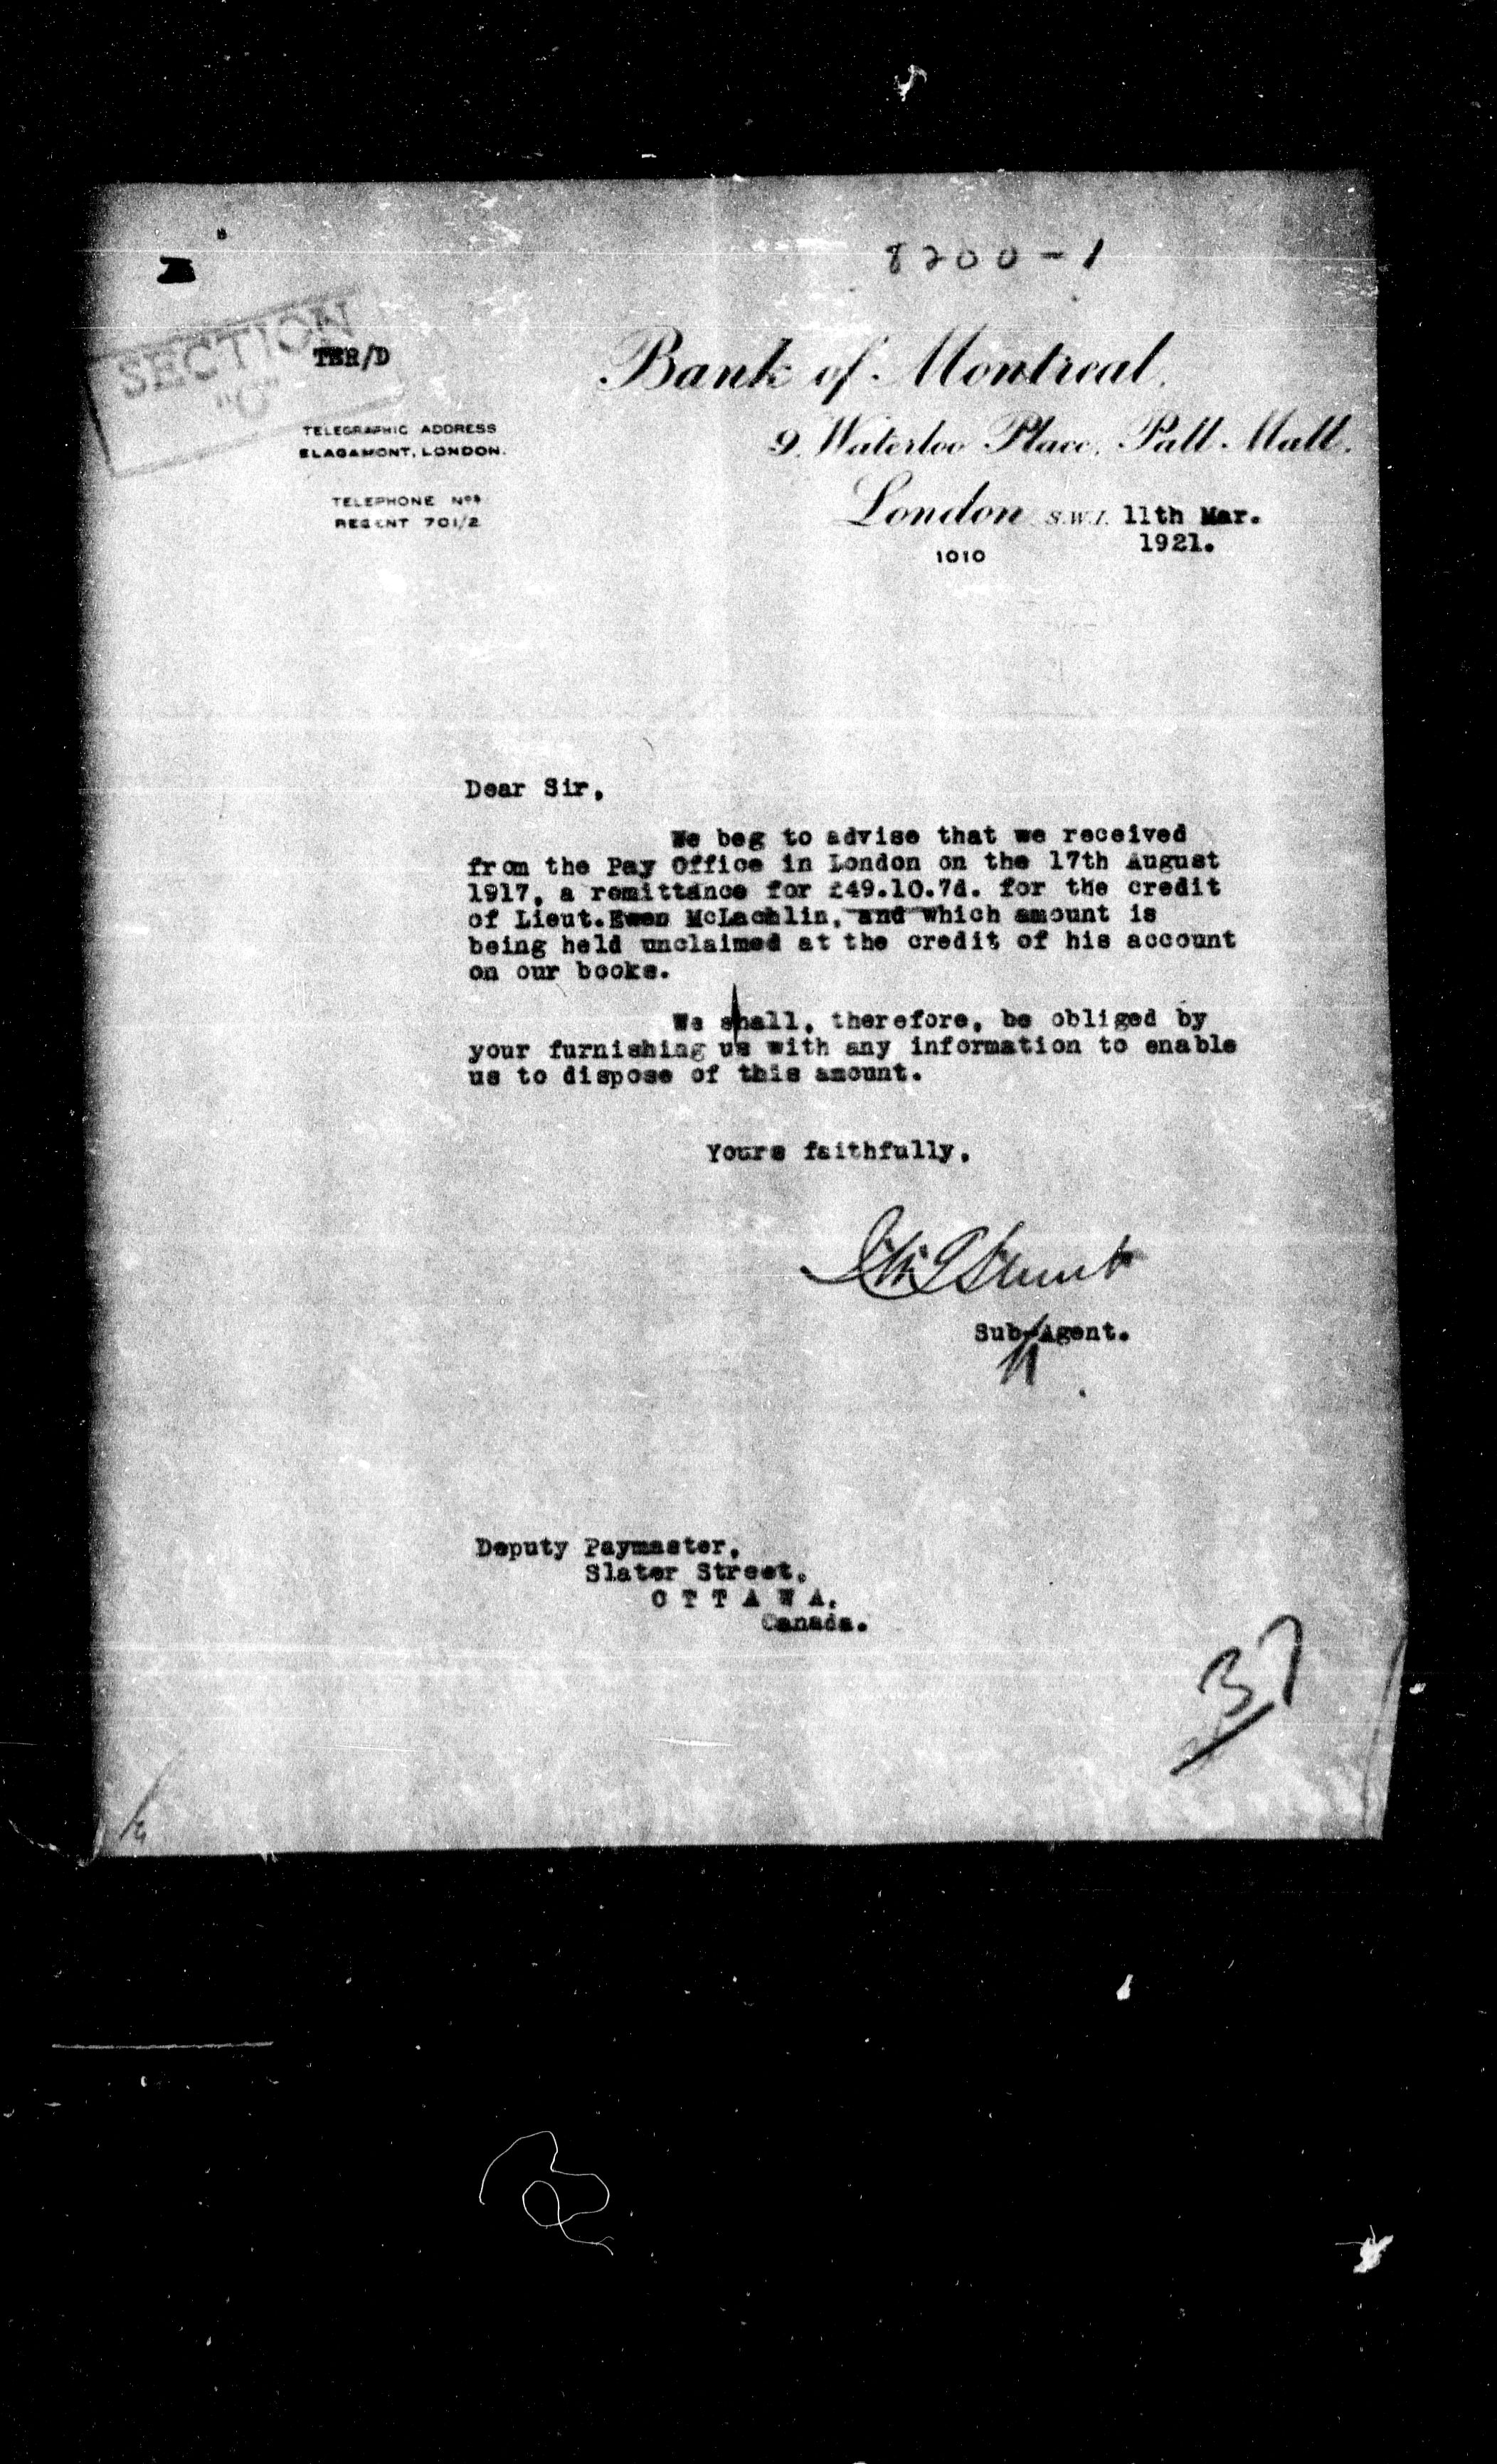 8200-1
SECTION
"C"
TER/D
Bank of Montreal,
9, Waterloo Place, Pall Mall.
TELEGRAPHIC ADDRESS
ELAGAMONT, LONDON.
TELEPHONE Nos
REGENT 701/2
London S.W.1. 11th Mar.
1921.
1010
Dear Sir,
We beg to advise that we received
from the Pay Office in London on the 17th August
1917, a remittance for £49.10.7d. for the credit
of Lieut. Ewen McLachlin, and which amount is
being held unclaimed at the credit of his account
on our books.
We shall, therefore, be obliged by
your furnishing us with any information to enable
us to dispose of this amount.
Yours faithfully,
Sub-Agent.
Deputy Paymaster,
Slater Street,
O T T A W A,
Canada.
37